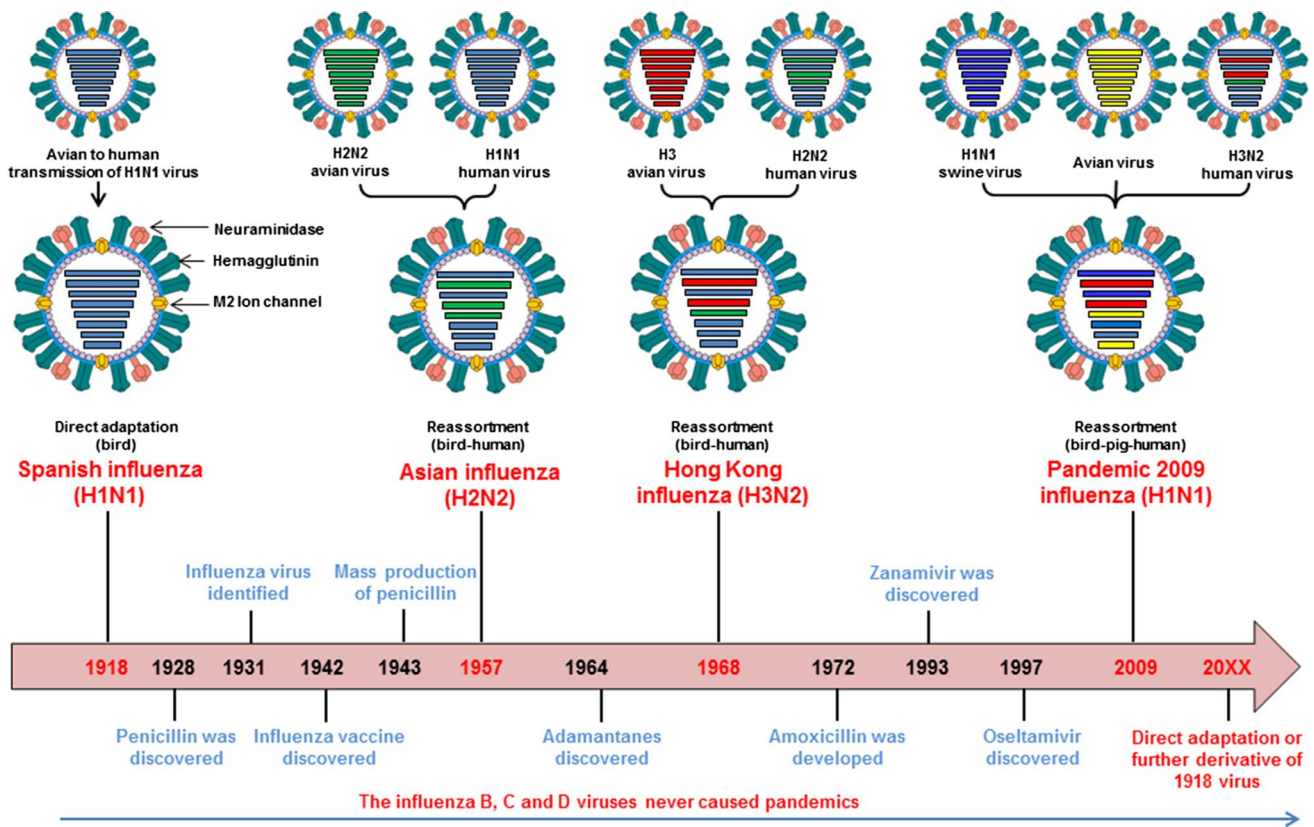 Avian to human
transmission of H1N1 virus
H2N2
avian virus
H1N1
human virus
H3
avian virus
H2N2
human virus
H1N1
swine virus
Avian virus
H3N2
human virus
Neuraminidase
Hemagglutinin
M2 Ion channel
Direct adaptation
(bird)
Spanish influenza
(H1N1)
Reassortment
(bird-human)
Asian influenza
(H2N2)
Reassortment
(bird-human)
Hong Kong
influenza (H3N2)
Reassortment
(bird-pig-human)
Pandemic 2009
influenza (H1N1)
Influenza virus
identified
Mass production
of penicillin
Zanamivir was
discovered
1918 1928 1931 1942 1943 1957 1964 1968 1972 1993 1997 2009 20XX
Penicillin was
discovered
Influenza vaccine
discovered
Adamantanes
discovered
Amoxicillin was
developed
Oseltamivir
discovered
Direct adaptation or
further derivative of
1918 virus
The influenza B, C and D viruses never caused pandemics